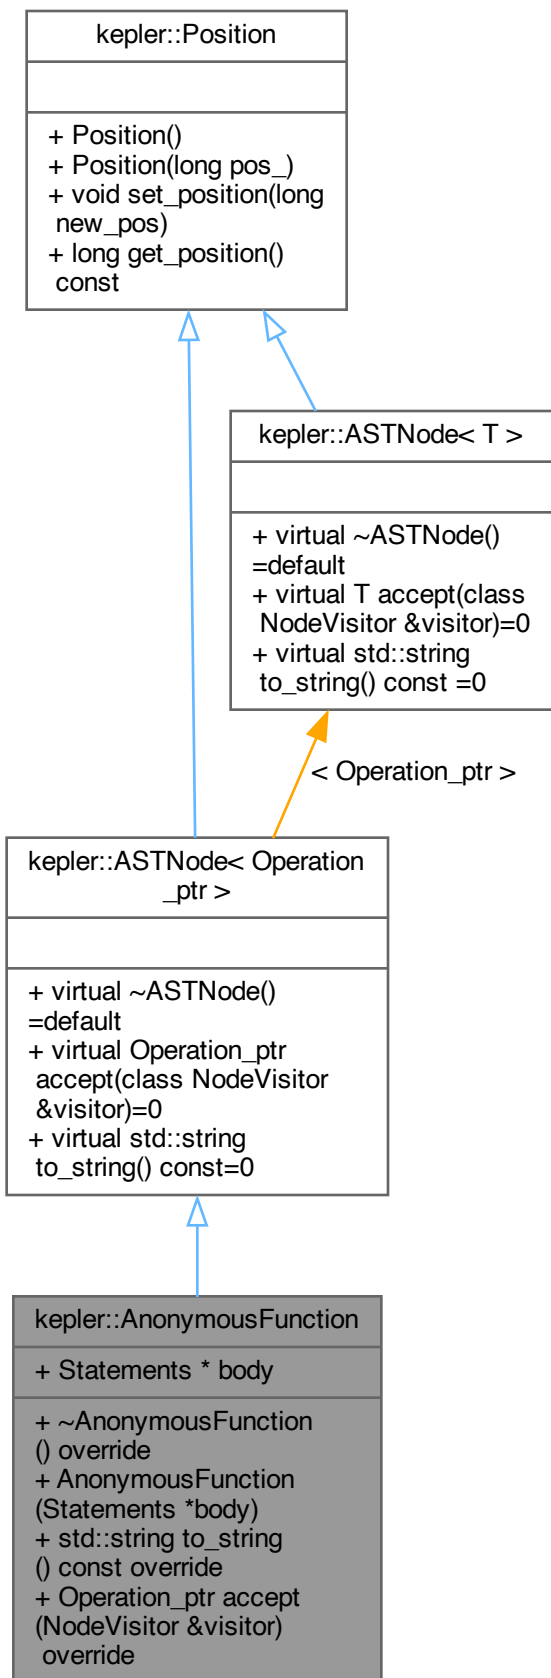 kepler::Position
+ Position()
+ Position(long pos_)
+ void set_position(long
new_pos)
+ long get_position()
const
kepler::ASTNode< T >
+ virtual ~ASTNode()
=default
+ virtual T accept(class
NodeVisitor &visitor)=0
+ virtual std::string
to_string() const =0
< Operation_ptr >
kepler::ASTNode< Operation
_ptr >
+ virtual ~ASTNode()
=default
+ virtual Operation_ptr
accept(class NodeVisitor
&visitor)=0
+ virtual std::string
to_string() const=0
kepler::AnonymousFunction
+ Statements * body
+ ~AnonymousFunction
() override
+ AnonymousFunction
(Statements *body)
+ std::string to_string
() const override
+ Operation_ptr accept
(NodeVisitor &visitor)
override